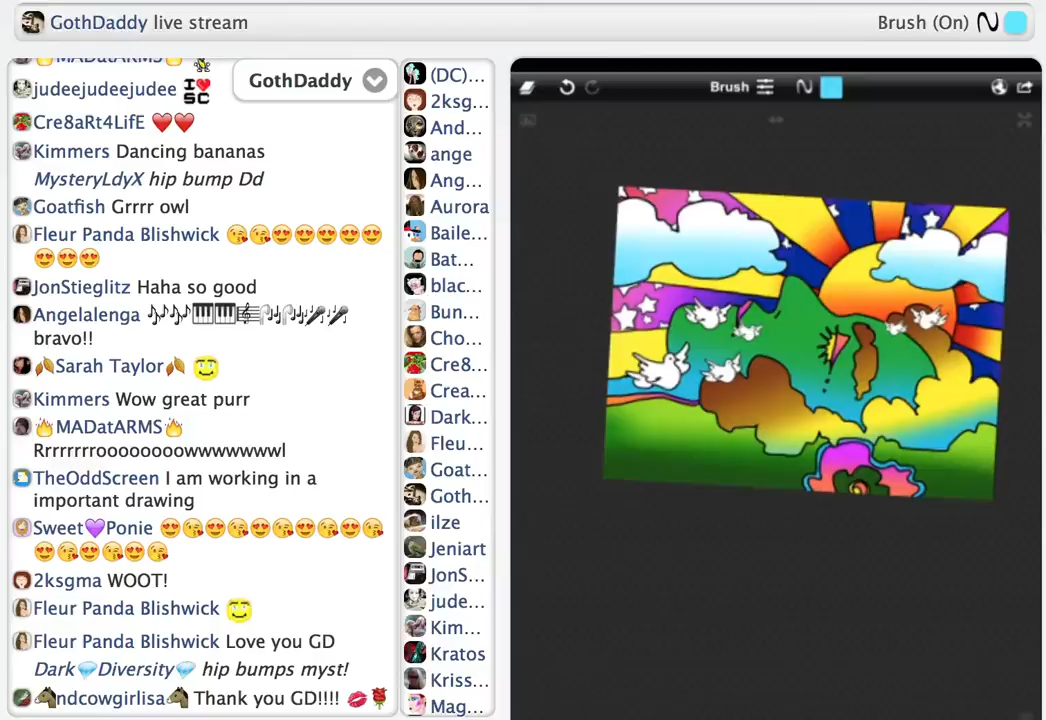 GothDaddy live stream
Brush (On)
MADatARMS
GothDaddy
judeejudeejudee I ❤ SC
Cre8aRt4LifE ❤️❤️
Kimmers Dancing bananas
MysteryLdyX hip bump Dd
Goatfish Grrrr owl
Fleur Panda Blishwick 😘😘😍😍😍😍😍
😍😍😍
JonStieglitz Haha so good
Angelalenga 🎶🎶🎹🎹🎼🎧🎧🎤🎤
bravo!!
🍂Sarah Taylor🍂
Kimmers Wow great purr
🔥MADatARMS🔥
Rrrrrrrroooooooowwwwwwwl
TheOddScreen I am working in a
important drawing
Sweet💜Ponie 😍😘😍😘😍😘😍😘😍
😍😘😍😘😍😘
2ksgma WOOT!
Fleur Panda Blishwick
Fleur Panda Blishwick Love you GD
Dark💎Diversity💎 hip bumps myst!
🐴ndcowgirlisa🐴 Thank you GD!!!! 💋🌹
(DC)...
2ksg...
And...
ange
Ang...
Aurora
Baile...
Bat...
blac...
Bun...
Cho...
Cre8...
Crea...
Dark...
Fleu...
Goat...
Goth...
ilze
Jeniart
JonS...
jude...
Kim...
Kratos
Kriss...
Mag...
Brush